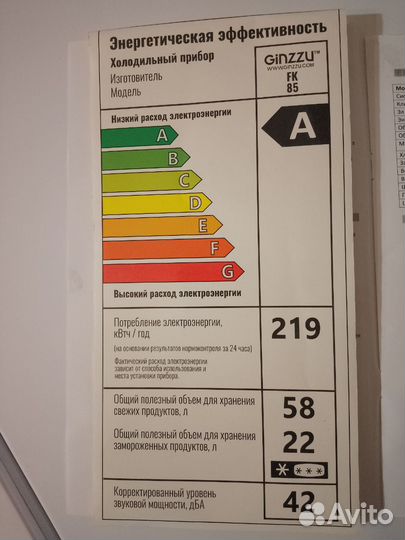 Энергетическая эффективность
Холодильный прибор
Изготовитель
Модель
GiNZZU™
WWW.GINZZU.COM
FK
85
Низкий расход электроэнергии
A
B
C
D
E
F
G
A
Высокий расход электроэнергии
Потребление электроэнергии,
кВтч / год
(на основании результатов нормоконтроля за 24 часа)
Фактический расход электроэнергии
зависит от способа использования и
места установки прибора.
219
Общий полезный объем для хранения
свежих продуктов, л
58
Общий полезный объем для хранения
замороженных продуктов, л
22
Корректированный уровень
звуковой мощности, дБА
42
Avito